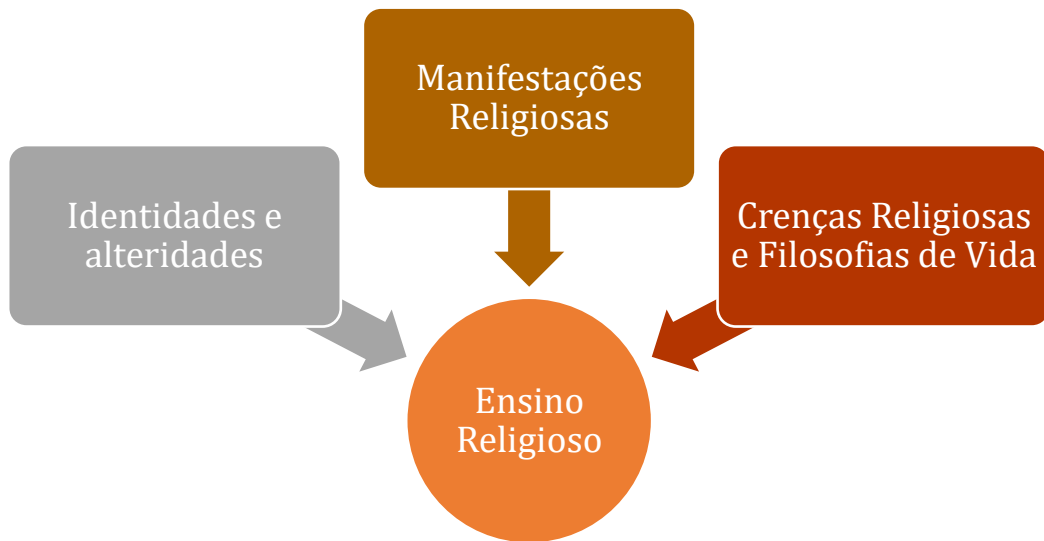 Manifestações
Religiosas
Identidades e
alteridades
Crenças Religiosas
e Filosofias de Vida
Ensino
Religioso